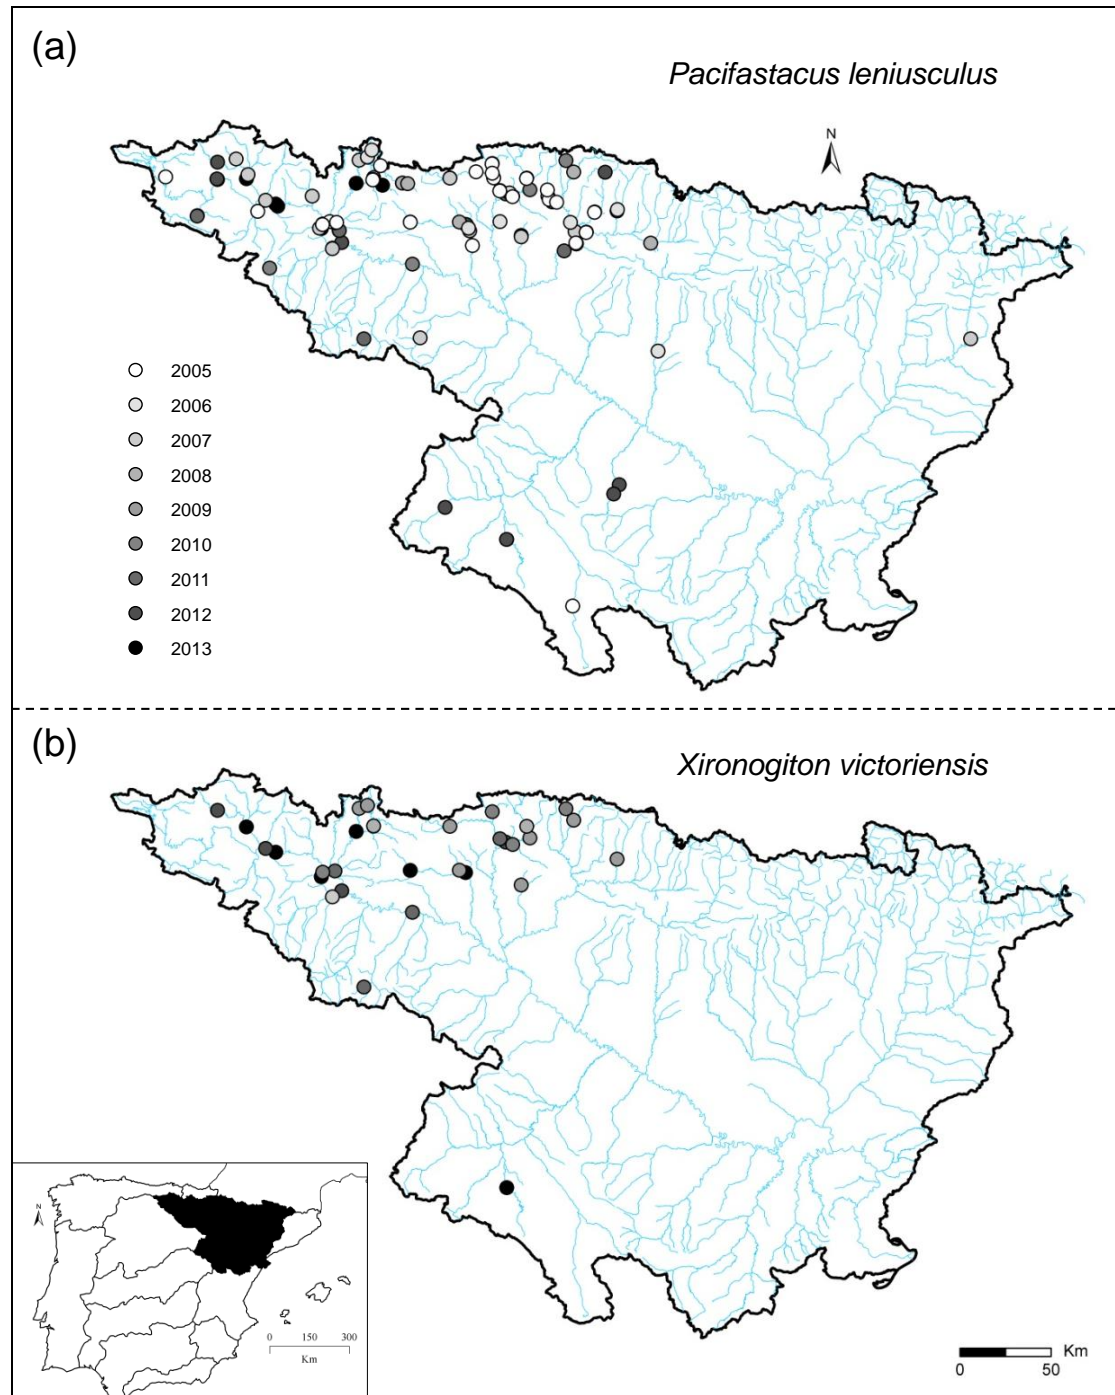 (a)
Pacifastacus leniusculus
N
2005
2006
2007
2008
2009
2010
2011
2012
2013
(b)
Xironogiton victoriensis
N
0 150 300
Km
Km
0 50